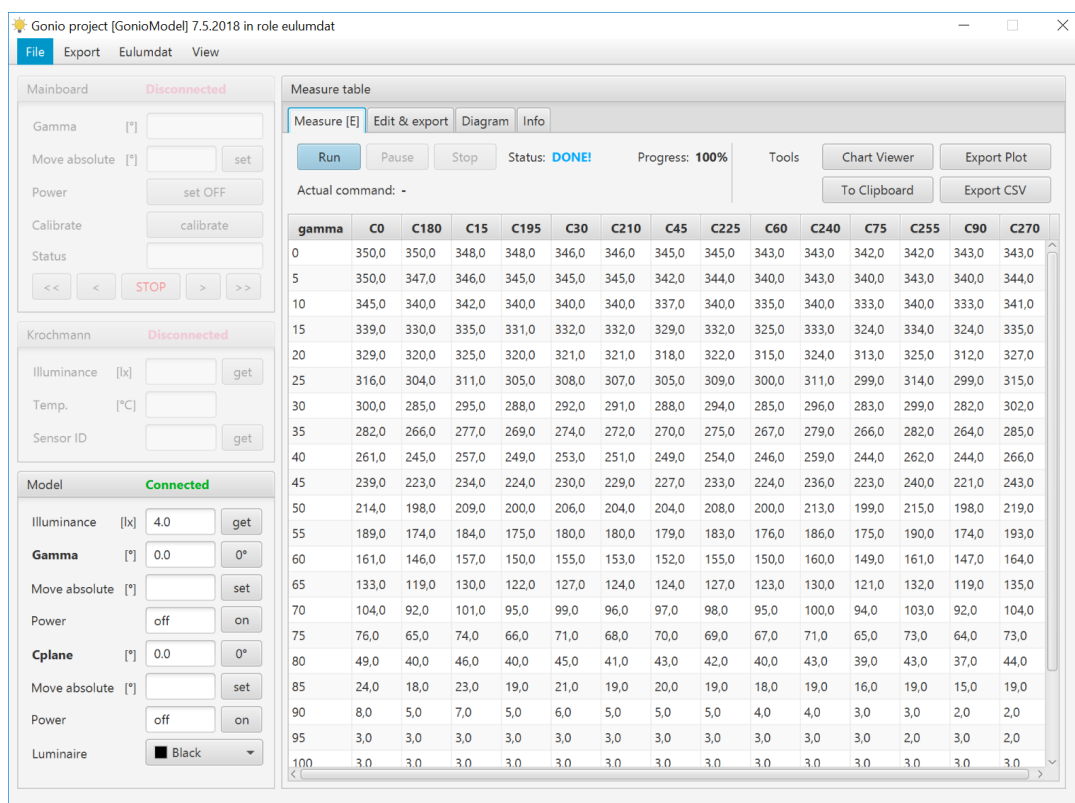 Gonio project [GonioModel] 7.5.2018 in role eulumdat
File Export Eulumdat View
Mainboard Disconnected
Gamma [°]
Move absolute [°] set
Power set OFF
Calibrate calibrate
Status
<< < STOP > >>
Krochmann Disconnected
Illuminance [lx] get
Temp. [°C]
Sensor ID get
Model Connected
Illuminance [lx] 4.0 get
Gamma [°] 0.0 0°
Move absolute [°] set
Power off on
Cplane [°] 0.0 0°
Move absolute [°] set
Power off on
Luminaire Black
Measure table
Measure [E] Edit & export Diagram Info
Run Pause Stop Status: DONE! Progress: 100% Tools Chart Viewer Export Plot
Actual command: - To Clipboard Export CSV
gamma C0 C180 C15 C195 C30 C210 C45 C225 C60 C240 C75 C255 C90 C270
0 350,0 350,0 348,0 348,0 346,0 346,0 345,0 345,0 343,0 343,0 342,0 342,0 343,0 343,0
5 350,0 347,0 346,0 345,0 345,0 345,0 342,0 344,0 340,0 343,0 340,0 343,0 340,0 344,0
10 345,0 340,0 342,0 340,0 340,0 340,0 337,0 340,0 335,0 340,0 333,0 340,0 333,0 341,0
15 339,0 330,0 335,0 331,0 332,0 332,0 329,0 332,0 325,0 333,0 324,0 334,0 324,0 335,0
20 329,0 320,0 325,0 320,0 321,0 321,0 318,0 322,0 315,0 324,0 313,0 325,0 312,0 327,0
25 316,0 304,0 311,0 305,0 308,0 307,0 305,0 309,0 300,0 311,0 299,0 314,0 299,0 315,0
30 300,0 285,0 295,0 288,0 292,0 291,0 288,0 294,0 285,0 296,0 283,0 299,0 282,0 302,0
35 282,0 266,0 277,0 269,0 274,0 272,0 270,0 275,0 267,0 279,0 266,0 282,0 264,0 285,0
40 261,0 245,0 257,0 249,0 253,0 251,0 249,0 254,0 246,0 259,0 244,0 262,0 244,0 266,0
45 239,0 223,0 234,0 224,0 230,0 229,0 227,0 233,0 224,0 236,0 223,0 240,0 221,0 243,0
50 214,0 198,0 209,0 200,0 206,0 204,0 204,0 208,0 200,0 213,0 199,0 215,0 198,0 219,0
55 189,0 174,0 184,0 175,0 180,0 180,0 179,0 183,0 176,0 186,0 175,0 190,0 174,0 193,0
60 161,0 146,0 157,0 150,0 155,0 153,0 152,0 155,0 150,0 160,0 149,0 161,0 147,0 164,0
65 133,0 119,0 130,0 122,0 127,0 124,0 124,0 127,0 123,0 130,0 121,0 132,0 119,0 135,0
70 104,0 92,0 101,0 95,0 99,0 96,0 97,0 98,0 95,0 100,0 94,0 103,0 92,0 104,0
75 76,0 65,0 74,0 66,0 71,0 68,0 70,0 69,0 67,0 71,0 65,0 73,0 64,0 73,0
80 49,0 40,0 46,0 40,0 45,0 41,0 43,0 42,0 40,0 43,0 39,0 43,0 37,0 44,0
85 24,0 18,0 23,0 19,0 21,0 19,0 20,0 19,0 18,0 19,0 16,0 19,0 15,0 19,0
90 8,0 5,0 7,0 5,0 6,0 5,0 5,0 5,0 4,0 4,0 3,0 3,0 2,0 2,0
95 3,0 3,0 3,0 3,0 3,0 3,0 3,0 3,0 3,0 3,0 3,0 2,0 3,0 2,0
100 3,0 3,0 3,0 3,0 3,0 3,0 3,0 3,0 3,0 3,0 3,0 3,0 3,0 3,0